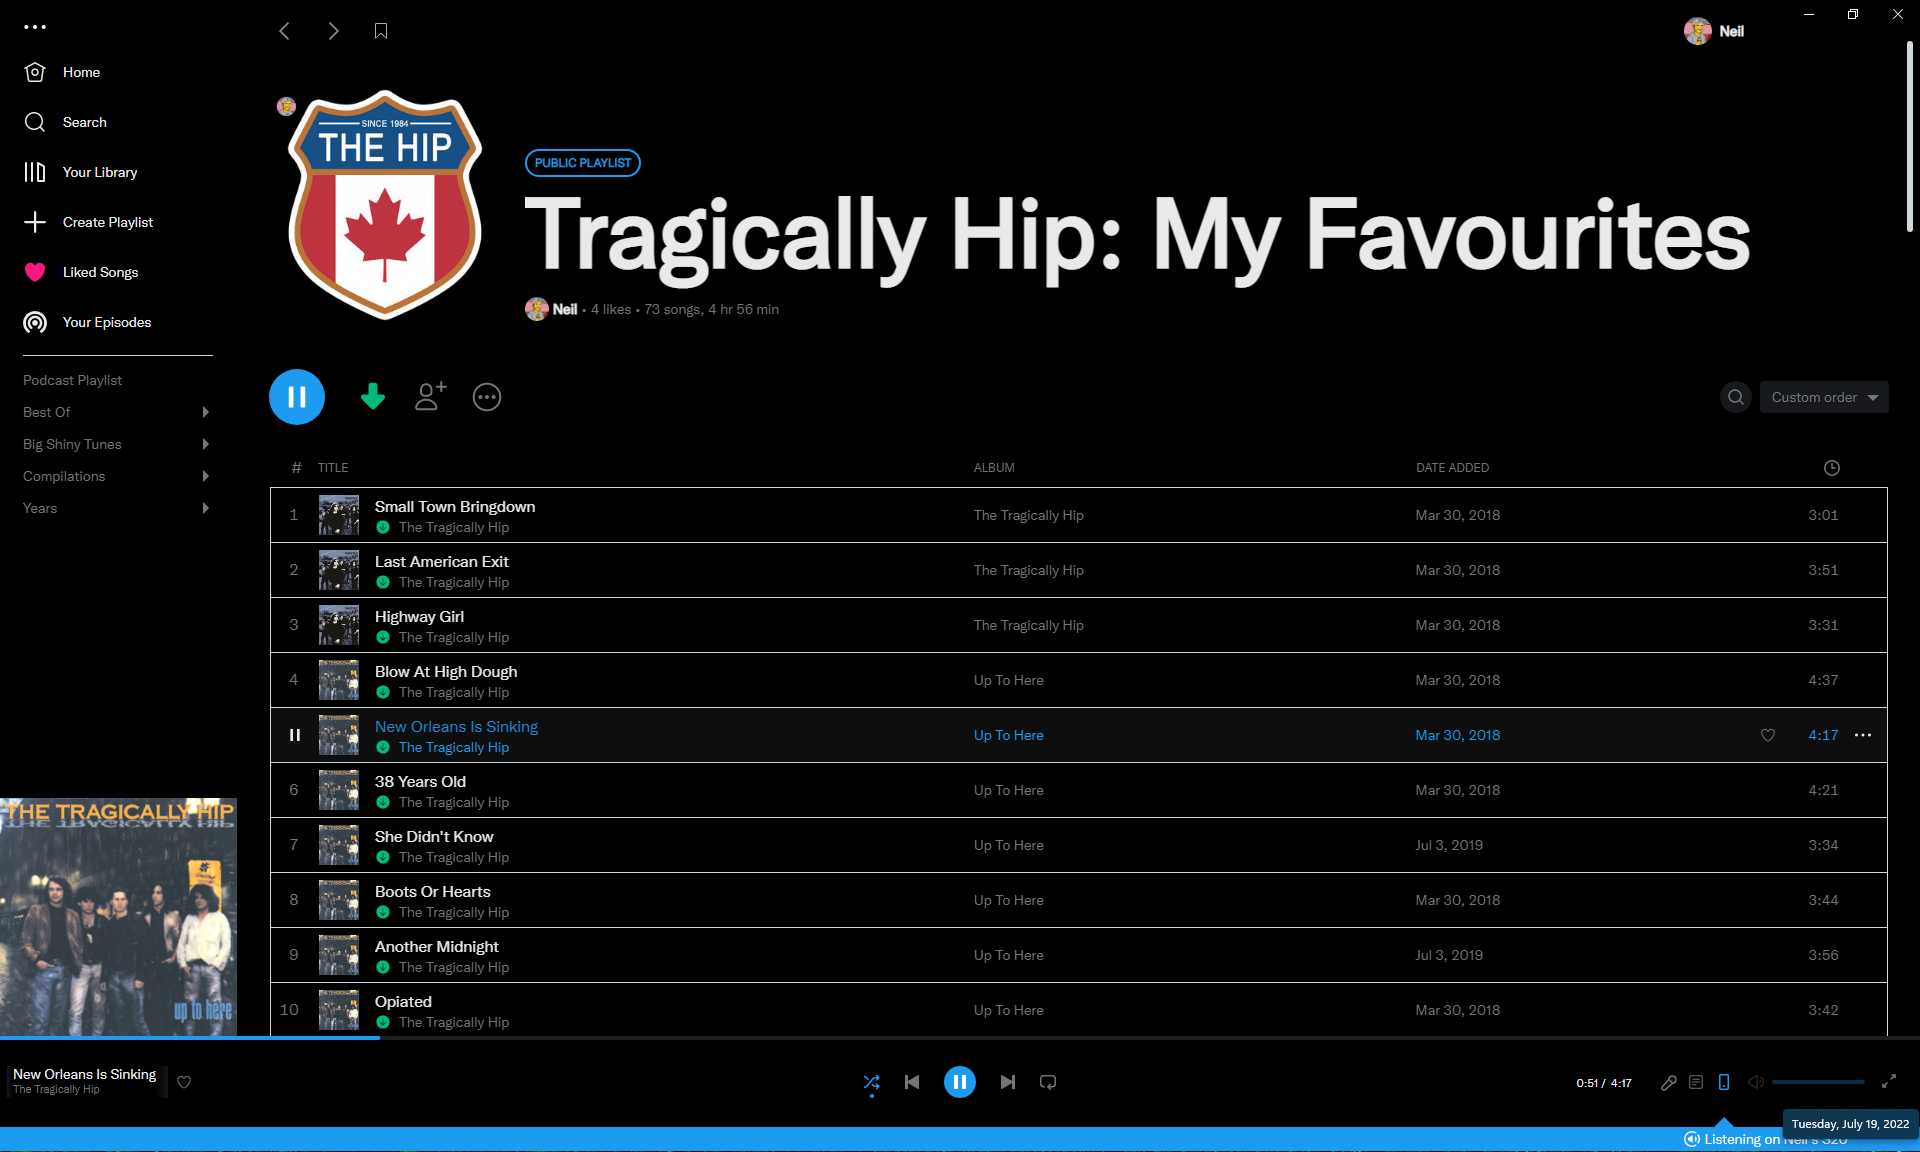 Neil
Home
Search
Your Library
Create Playlist
Liked Songs
Your Episodes
Podcast Playlist
Best Of
Big Shiny Tunes
Compilations
Years
SINCE 1984
THE HIP
PUBLIC PLAYLIST
Tragically Hip: My Favourites
Neil • 4 likes • 73 songs, 4 hr 56 min
Custom order
# TITLE ALBUM DATE ADDED
1 Small Town Bringdown The Tragically Hip The Tragically Hip Mar 30, 2018 3:01
2 Last American Exit The Tragically Hip The Tragically Hip Mar 30, 2018 3:51
3 Highway Girl The Tragically Hip The Tragically Hip Mar 30, 2018 3:31
4 Blow At High Dough The Tragically Hip Up To Here Mar 30, 2018 4:37
New Orleans Is Sinking The Tragically Hip Up To Here Mar 30, 2018 4:17
6 38 Years Old The Tragically Hip Up To Here Mar 30, 2018 4:21
7 She Didn't Know The Tragically Hip Up To Here Jul 3, 2019 3:34
8 Boots Or Hearts The Tragically Hip Up To Here Mar 30, 2018 3:44
9 Another Midnight The Tragically Hip Up To Here Jul 3, 2019 3:56
10 Opiated The Tragically Hip Up To Here Mar 30, 2018 3:42
THE TRAGICALLY HIP
up to here
New Orleans Is Sinking
The Tragically Hip
0:51 / 4:17
Tuesday, July 19, 2022
Listening on Neil's S20